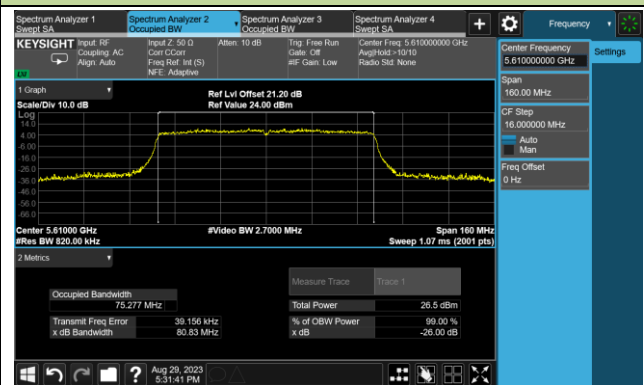 Spectrum Analyzer 1
Swept SA
Spectrum Analyzer 2
Occupied BW
Spectrum Analyzer 3
Occupied BW
Spectrum Analyzer 4
Swept SA
+
Frequency
KEYSIGHT
Input: RF
Coupling: AC
Align: Auto
Input Z: 50 Ω
Corr CCorr
Freq Ref: Int (S)
NFE: Adaptive
Atten: 10 dB
Trig: Free Run
Gate: Off
#IF Gain: Low
Center Freq: 5.610000000 GHz
Avg|Hold:>10/10
Radio Std: None
Center Frequency
5.610000000 GHz
Settings
Span
160.00 MHz
CF Step
16.000000 MHz
Auto
Man
Freq Offset
0 Hz
1 Graph
Scale/Div 10.0 dB
Ref Lvl Offset 21.20 dB
Ref Value 24.00 dBm
Log
14.0
4.00
-6.00
-16.0
-26.0
-36.0
-46.0
-56.0
-66.0
Center 5.61000 GHz
#Res BW 820.00 kHz
#Video BW 2.7000 MHz
Span 160 MHz
Sweep 1.07 ms (2001 pts)
2 Metrics
Measure Trace
Trace 1
Occupied Bandwidth
75.277 MHz
Total Power
26.5 dBm
Transmit Freq Error
39.156 kHz
% of OBW Power
99.00 %
x dB Bandwidth
80.83 MHz
x dB
-26.00 dB
?
Aug 29, 2023
5:31:41 PM